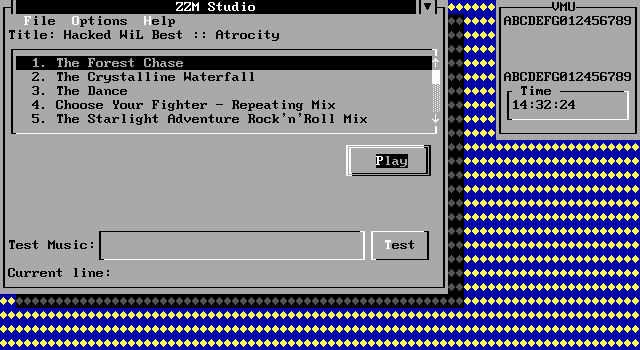 ZZM Studio
File Options Help
Title: Hacked WiL Best :: Atrocity
1. The Forest Chase
2. The Crystalline Waterfall
3. The Dance
4. Choose Your Fighter - Repeating Mix
5. The Starlight Adventure Rock'n'Roll Mix
Play
Test Music:
Test
Current line:
VMU
ABCDEFG012456789
ABCDEFG012456789
Time
14:32:24